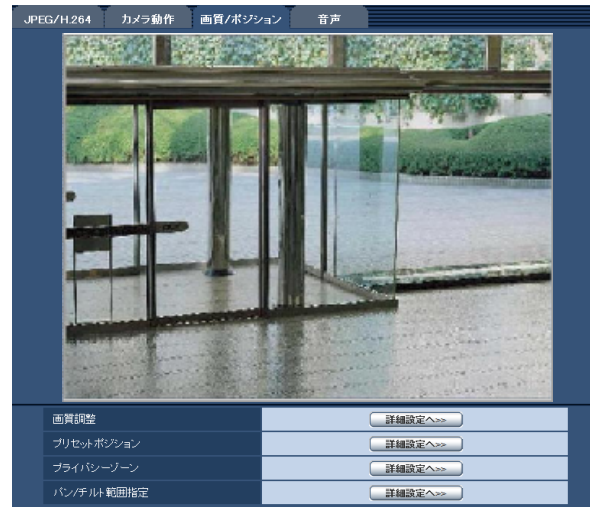 JPEG/H.264 カメラ動作 画質/ポジション 音声
画質調整 詳細設定へ>>
プリセットポジション 詳細設定へ>>
プライバシーゾーン 詳細設定へ>>
パン/チルト範囲指定 詳細設定へ>>